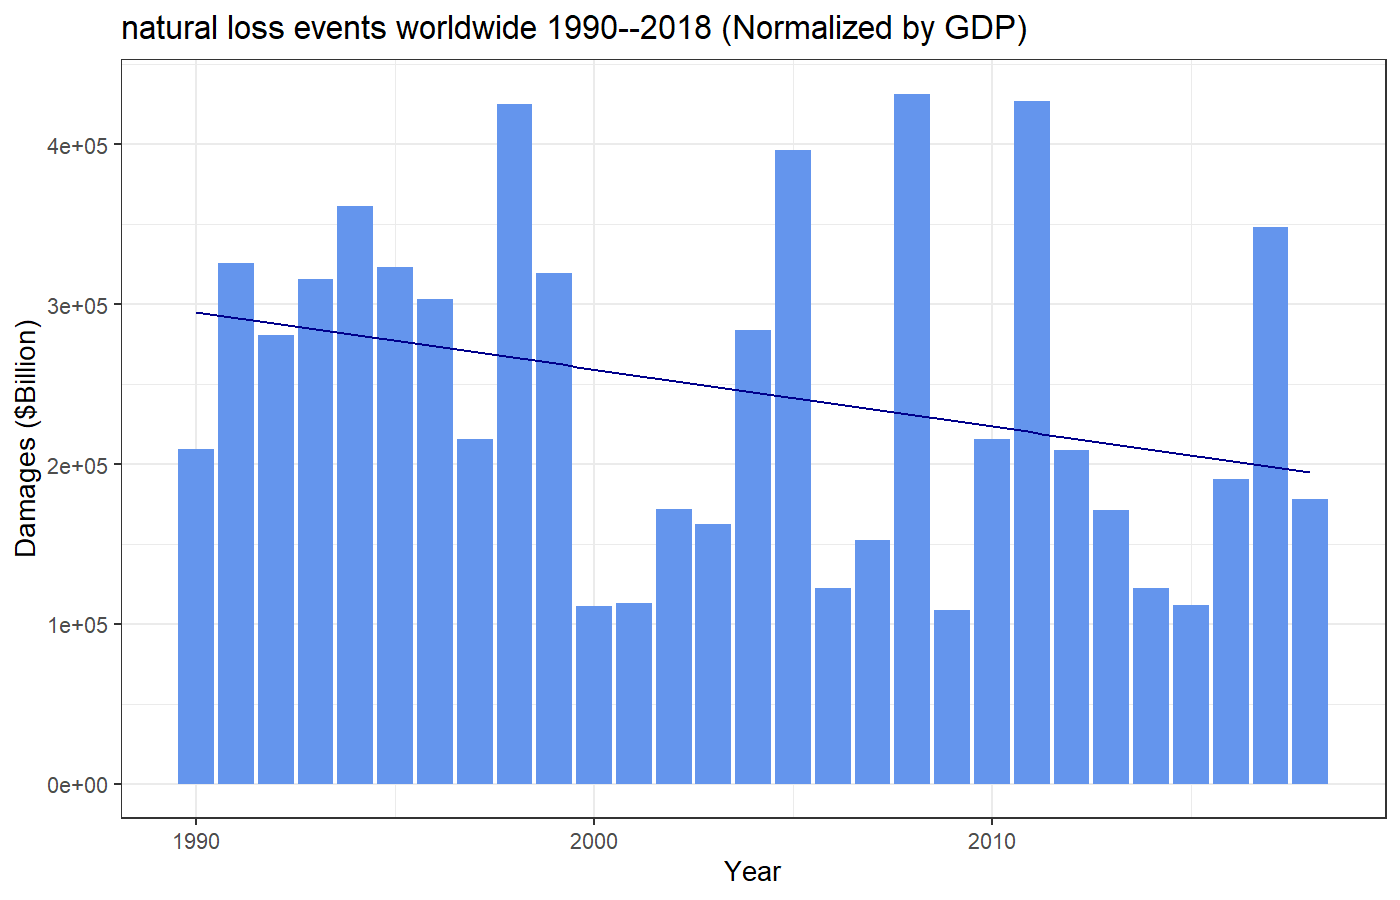 natural loss events worldwide 1990--2018 (Normalized by GDP)
4e+05
3e+05
2e+05
1e+05
0e+00
Damages ($Billion)
1990 2000 2010
Year